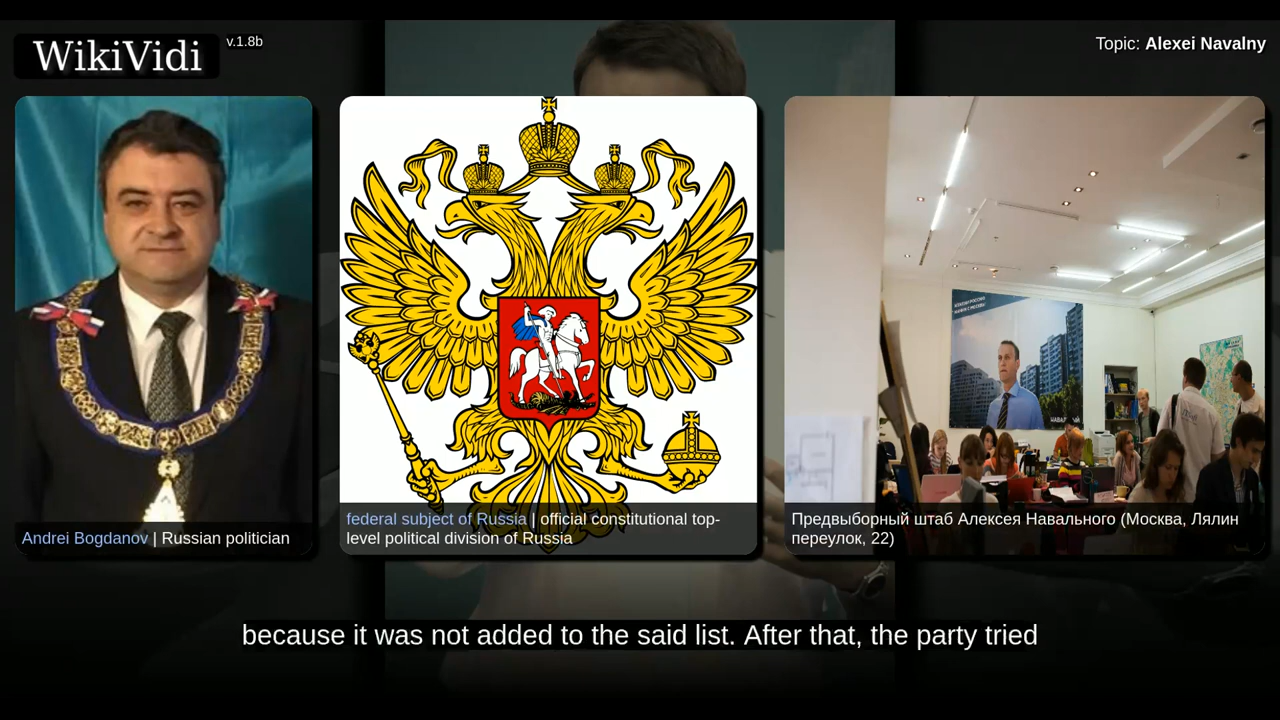 WikiVidi
v.1.8b
Topic: Alexei Navalny
Andrei Bogdanov | Russian politician
federal subject of Russia | official constitutional top-
level political division of Russia
Предвыборный штаб Алексея Навального (Москва, Лялин
переулок, 22)
because it was not added to the said list. After that, the party tried